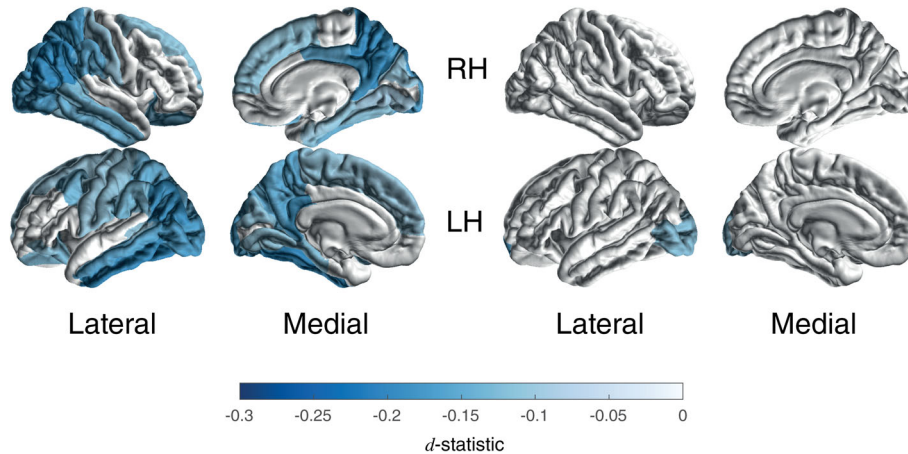 RH
LH
Lateral Medial Lateral Medial
-0.3 -0.25 -0.2 -0.15 -0.1 -0.05 0
d-statistic